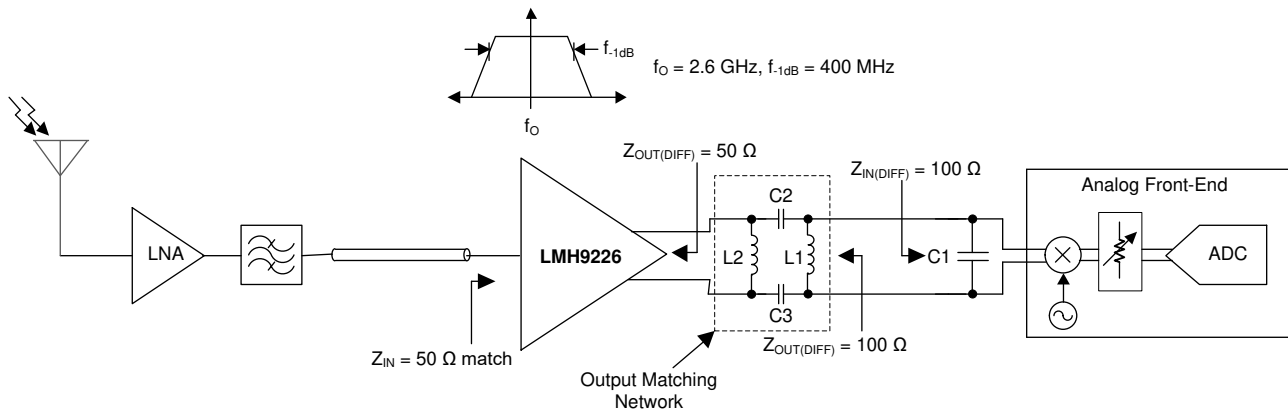 f-1dB
fO = 2.6 GHz, f-1dB = 400 MHz
fO
ZOUT(DIFF) = 50 Ω
ZIN(DIFF) = 100 Ω
Analog Front-End
C2
LNA
LMH9226
L2
L1
C1
ADC
C3
ZIN = 50 Ω match
ZOUT(DIFF) = 100 Ω
Output Matching
Network